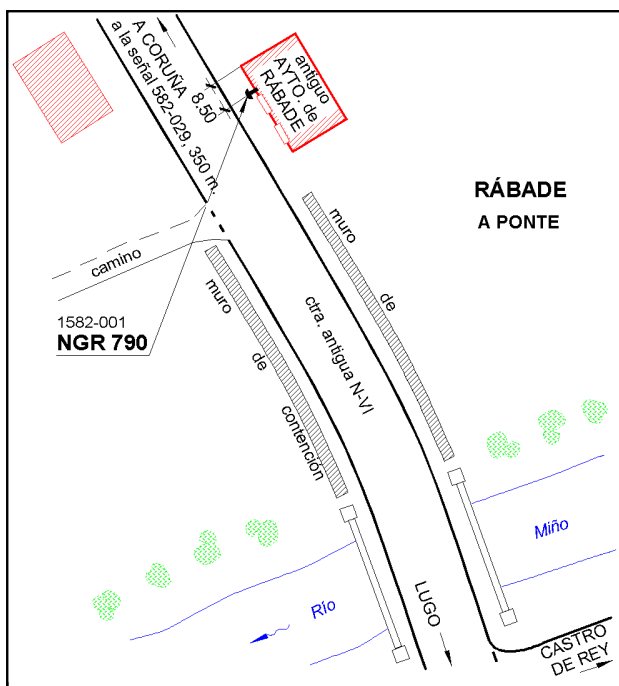 A CORUÑA
a la señal 582-029, 350 m.
8.50
antiguo
AYTO. de
RÁBADE
RÁBADE
A PONTE
muro
de
camino
muro
de
contención
1582-001
NGR 790
ctra. antigua N-VI
Miño
Río
LUGO
CASTRO
DE REY